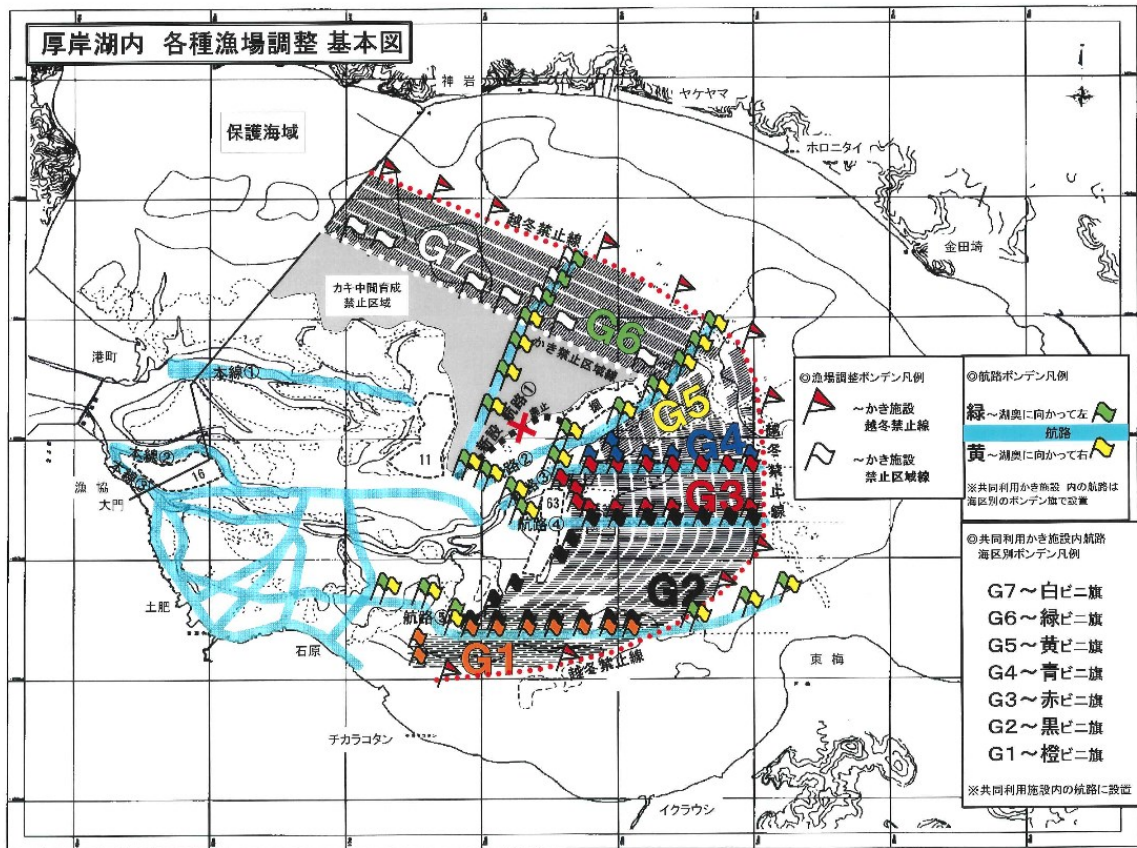 厚岸湖内 各種漁場調整 基本図
神岩
ヤケヤマ
ホロニタイ
保護海域
金田埼
越冬禁止線
G7
G6
カキ中間育成
禁止区域
かき禁止区域線
港町
本線①
新設 航路①
G5
G4
越冬禁止線
G3
11
本線②
本線③
16
漁協
大門
路②
63
航路④
G2
土肥
石原
航路⑤
G1
越冬禁止線
東梅
チカラコタン
イクラウシ
◎漁場調整ボンデン凡例
~かき施設
越冬禁止線
~かき施設
禁止区域線
◎航路ボンデン凡例
緑~湖奥に向かって左
航路
黄~湖奥に向かって右
※共同利用かき施設 内の航路は
海区別のボンデン旗で設置
◎共同利用かき施設内航路
海区別ボンデン凡例
G7~白ビニ旗
G6~緑ビニ旗
G5~黄ビニ旗
G4~青ビニ旗
G3~赤ビニ旗
G2~黒ビニ旗
G1~橙ビニ旗
※共同利用施設内の航路に設置